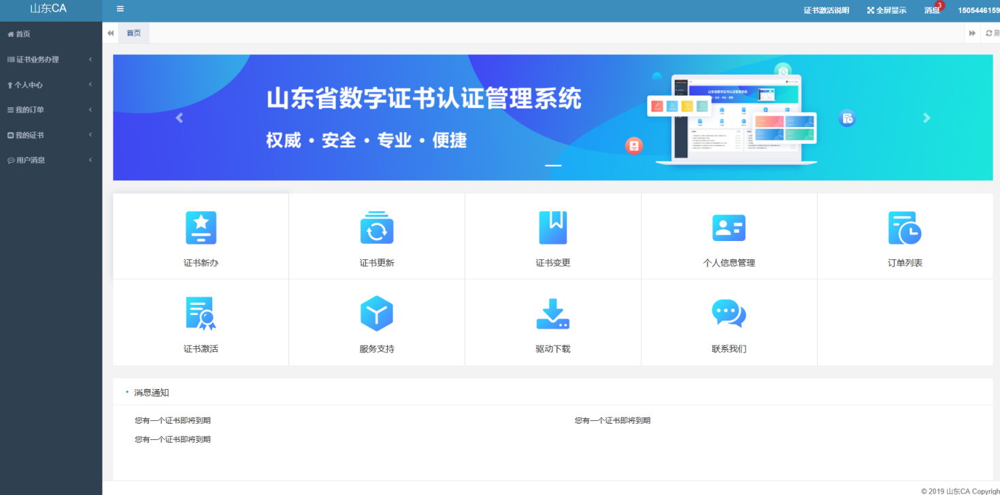 山东CA
证书激活说明
全屏显示
消息
3
1505446159
首页
证书业务办理
个人中心
我的订单
我的证书
用户消息
首页
刷
山东省数字证书认证管理系统
权威・安全・专业・便捷
证书新办
证书更新
证书变更
个人信息管理
订单列表
证书激活
服务支持
驱动下载
联系我们
消息通知
您有一个证书即将到期
您有一个证书即将到期
您有一个证书即将到期
© 2019 山东CA Copyrigh